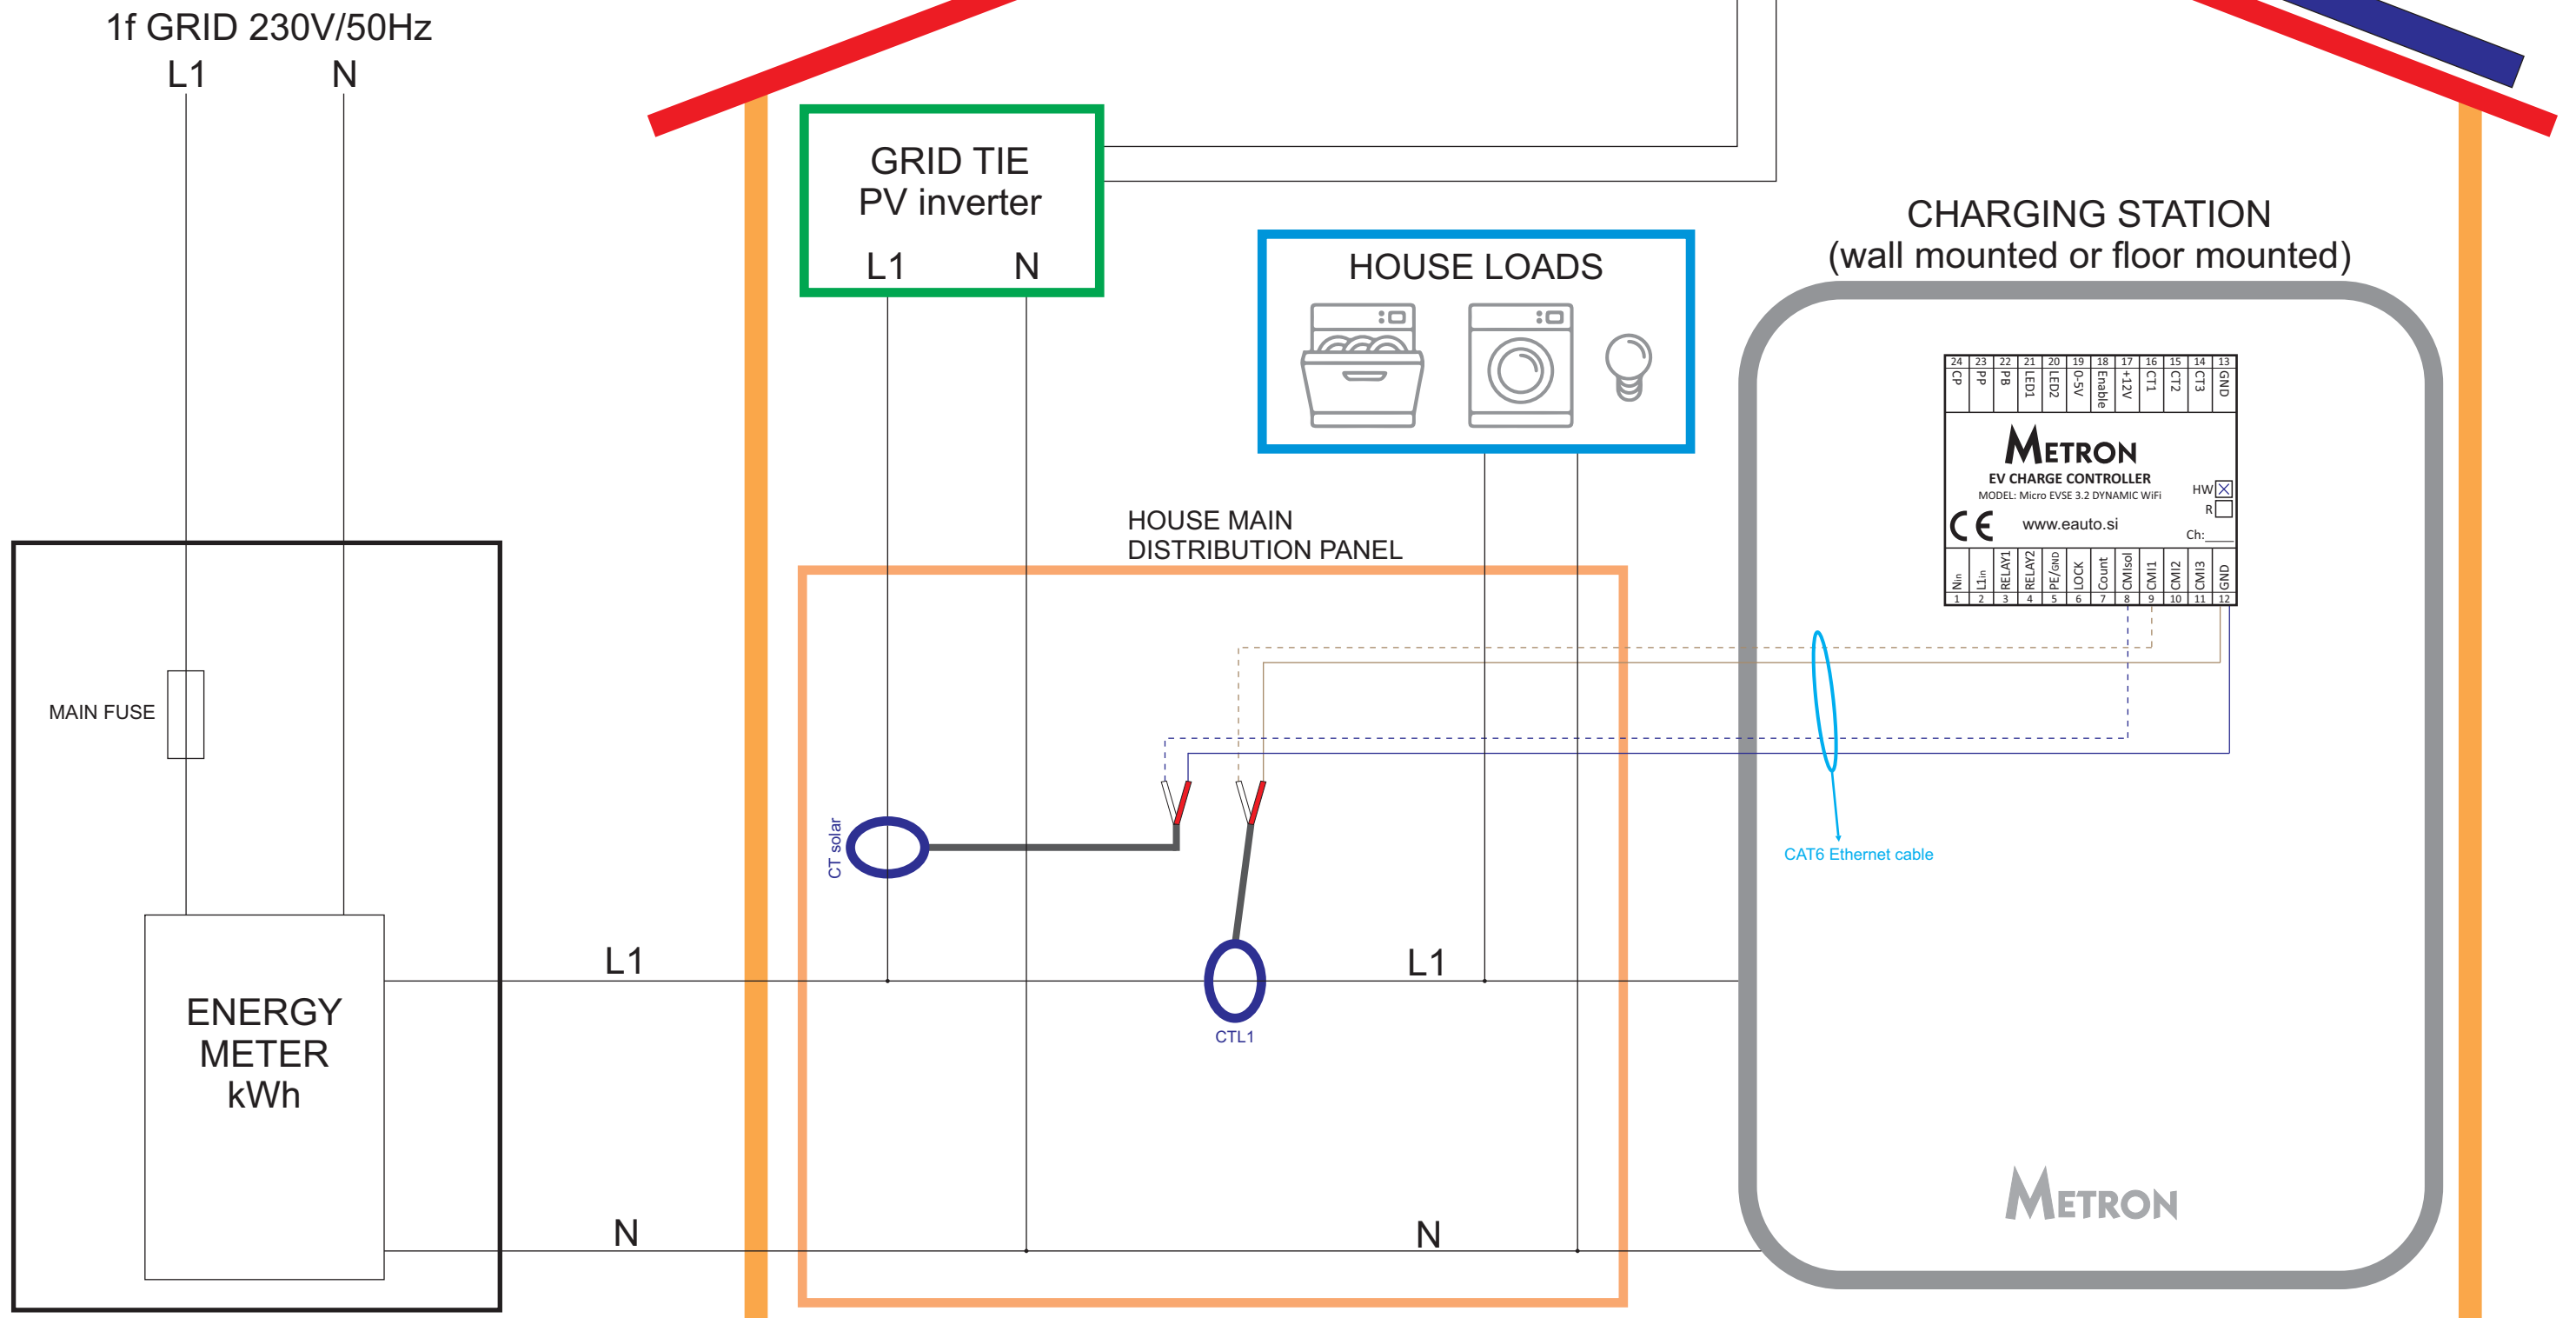 1f GRID 230V/50Hz
L1 N
GRID TIE
PV inverter
L1 N
HOUSE LOADS
CHARGING STATION
(wall mounted or floor mounted)
24 23 22 21 20 19 18 17 16 15 14 13
CP PP PB LED1 LED2 0-5V Enable +12V CT1 CT2 CT3 GND
METRON
EV CHARGE CONTROLLER
MODEL: Micro EVSE 3.2 DYNAMIC WiFi
HW
R
CE www.eauto.si
Ch:____
Nin L1in RELAY1 RELAY2 PE/GND LOCK Count CMIsol CMI1 CMI2 CMI3 GND
1 2 3 4 5 6 7 8 9 10 11 12
HOUSE MAIN
DISTRIBUTION PANEL
MAIN FUSE
CT solar
CAT6 Ethernet cable
L1
L1
CTL1
ENERGY
METER
kWh
N
N
METRON